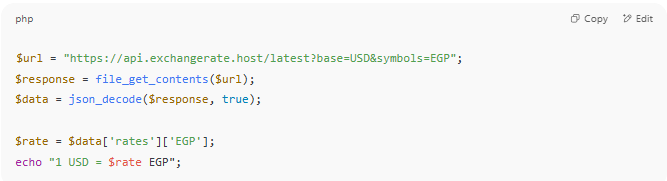 php
Copy
Edit
$url = "https://api.exchangerate.host/latest?base=USD&symbols=EGP";
$response = file_get_contents($url);
$data = json_decode($response, true);
$rate = $data['rates']['EGP'];
echo "1 USD = $rate EGP";